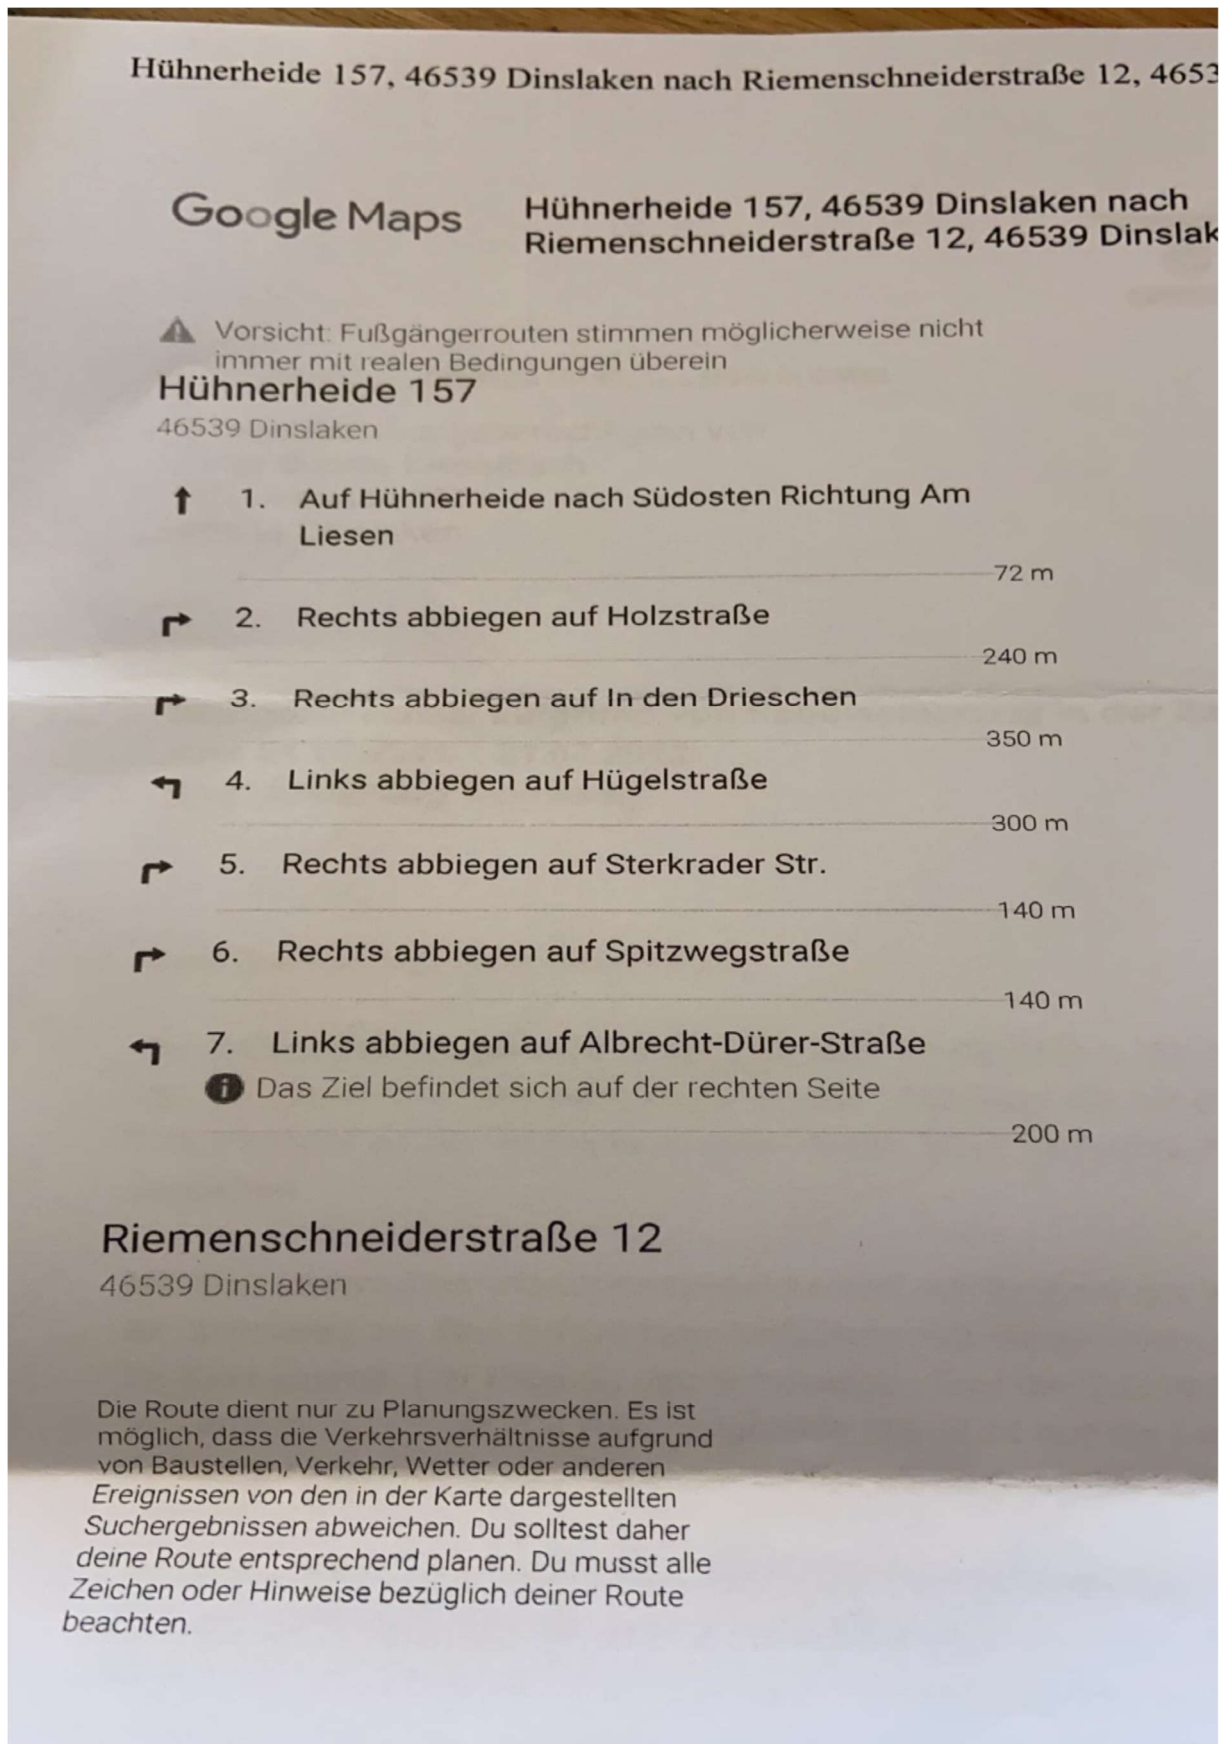 Hühnerheide 157, 46539 Dinslaken nach Riemenschneiderstraße 12, 4653
Google Maps
Hühnerheide 157, 46539 Dinslaken nach
Riemenschneiderstraße 12, 46539 Dinslak
Vorsicht: Fußgängerrouten stimmen möglicherweise nicht
immer mit realen Bedingungen überein
Hühnerheide 157
46539 Dinslaken
1. Auf Hühnerheide nach Südosten Richtung Am
Liesen
72 m
2. Rechts abbiegen auf Holzstraße
240 m
3. Rechts abbiegen auf In den Drieschen
350 m
4. Links abbiegen auf Hügelstraße
300 m
5. Rechts abbiegen auf Sterkrader Str.
140 m
6. Rechts abbiegen auf Spitzwegstraße
140 m
7. Links abbiegen auf Albrecht-Dürer-Straße
Das Ziel befindet sich auf der rechten Seite
200 m
Riemenschneiderstraße 12
46539 Dinslaken
Die Route dient nur zu Planungszwecken. Es ist
möglich, dass die Verkehrsverhältnisse aufgrund
von Baustellen, Verkehr, Wetter oder anderen
Ereignissen von den in der Karte dargestellten
Suchergebnissen abweichen. Du solltest daher
deine Route entsprechend planen. Du musst alle
Zeichen oder Hinweise bezüglich deiner Route
beachten.